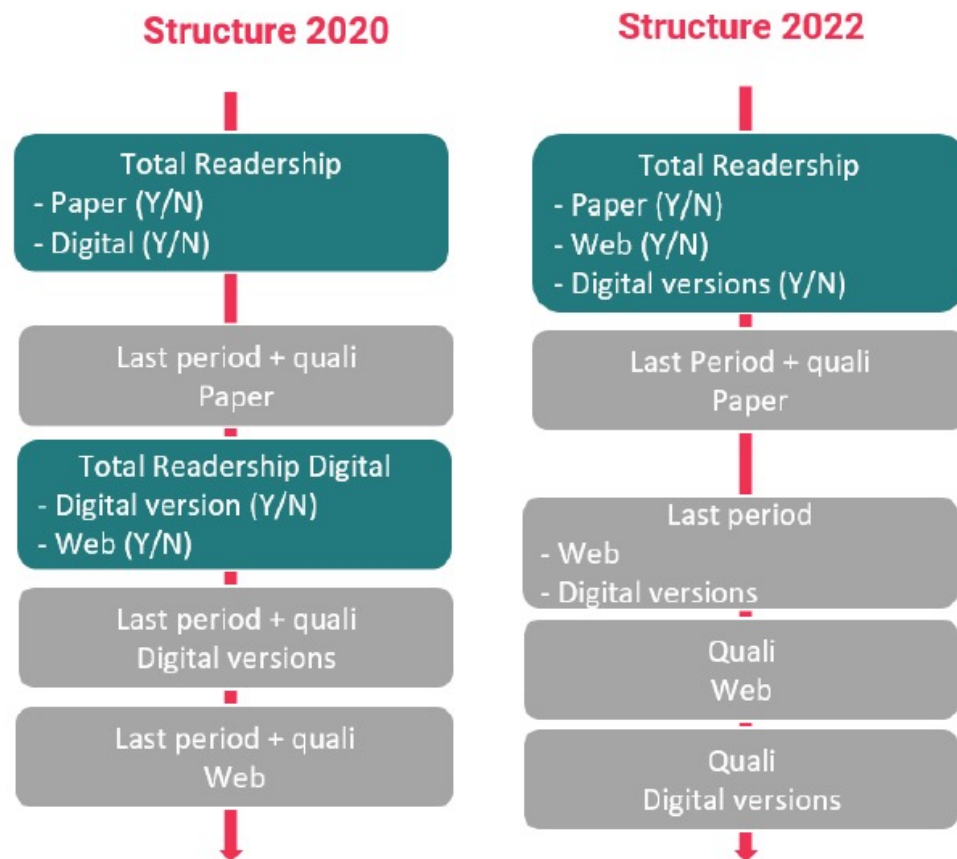 Structure 2020
Total Readership
- Paper (Y/N)
- Digital (Y/N)
Last period + quali
Paper
Total Readership Digital
- Digital version (Y/N)
- Web (Y/N)
Last period + quali
Digital versions
Last period + quali
Web
Structure 2022
Total Readership
- Paper (Y/N)
- Web (Y/N)
- Digital versions (Y/N)
Last Period + quali
Paper
Last period
- Web
- Digital versions
Quali
Web
Quali
Digital versions